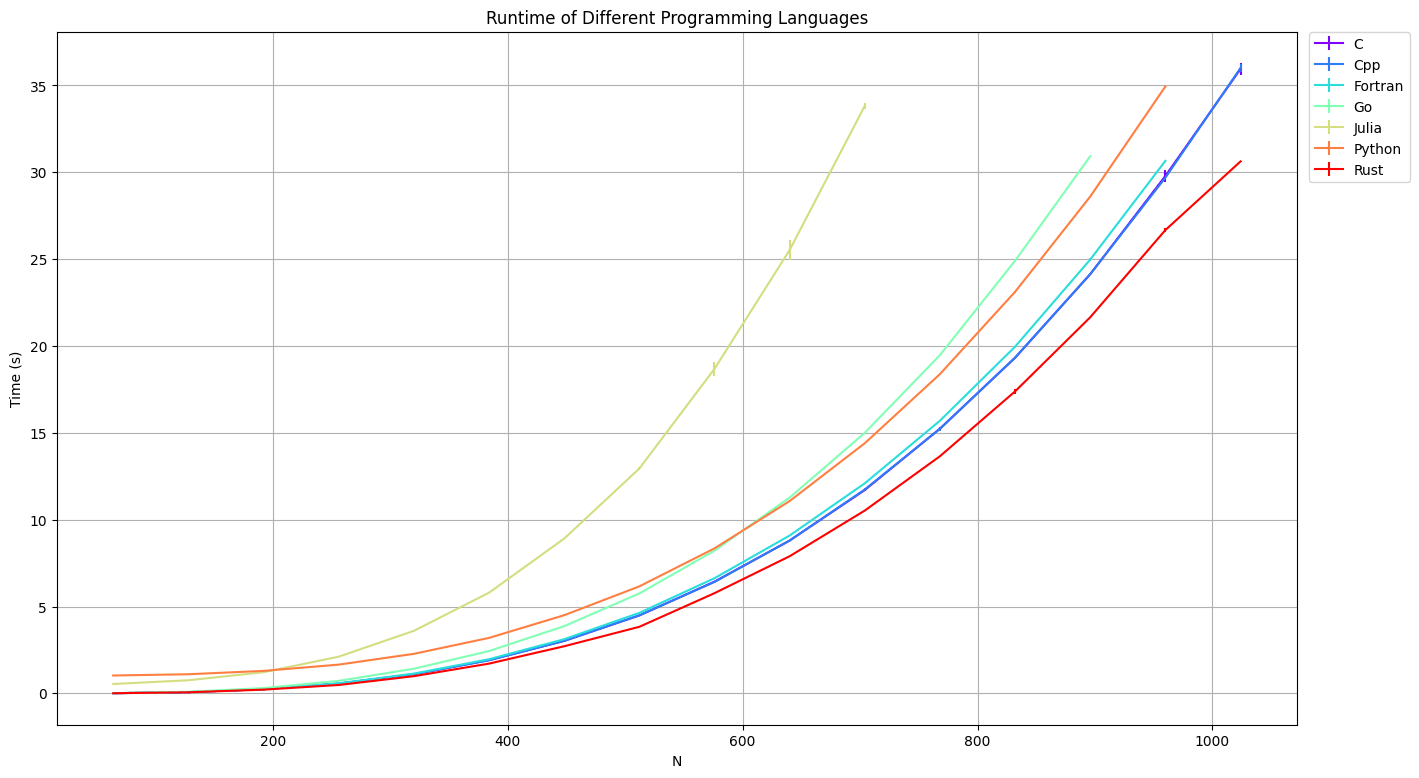 Runtime of Different Programming Languages
C
Cpp
Fortran
Go
Julia
Python
Rust
35
30
25
20
15
10
5
0
Time (s)
200
400
600
800
1000
N